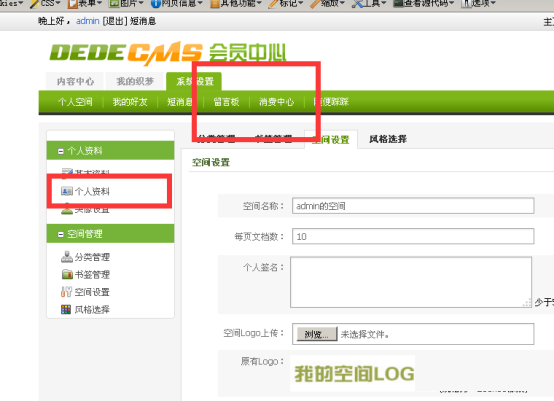 CSS 表单 图片 网页信息 其他功能 标记 缩放 工具 查看源代码 选项
晚上好，admin [退出] 短消息
DEDECMS 会员中心
内容中心 我的织梦 系统设置
个人空间 我的好友 短消息 留言板 消费中心 随便踩踩
分类管理 书签管理 空间设置 风格选择
个人资料
空间设置
基本资料
个人资料
头像设置
空间名称： admin的空间
空间管理
每页文档数： 10
分类管理
个人签名：
书签管理
空间设置
少于
风格选择
空间Logo上传： 浏览... 未选择文件。
原有Logo： 我的空间LOG